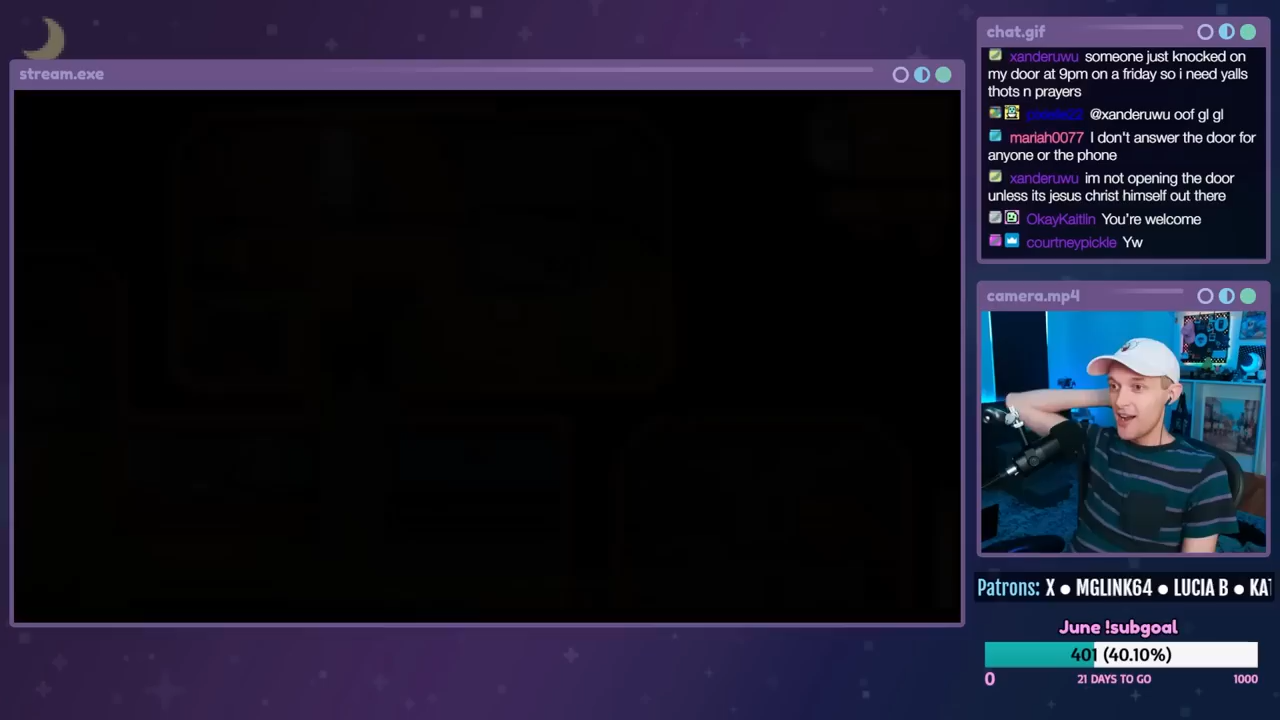 stream.exe
chat.gif
xanderuwu someone just knocked on
my door at 9pm on a friday so i need yalls
thots n prayers
@xanderuwu oof gl gl
mariah0077 I don't answer the door for
anyone or the phone
xanderuwu im not opening the door
unless its jesus christ himself out there
OkayKaitlin You're welcome
courtneypickle Yw
camera.mp4
Patrons: X ● MGLINK64 ● LUCIA B ● KAT
June !subgoal
401 (40.10%)
0 21 DAYS TO GO 1000